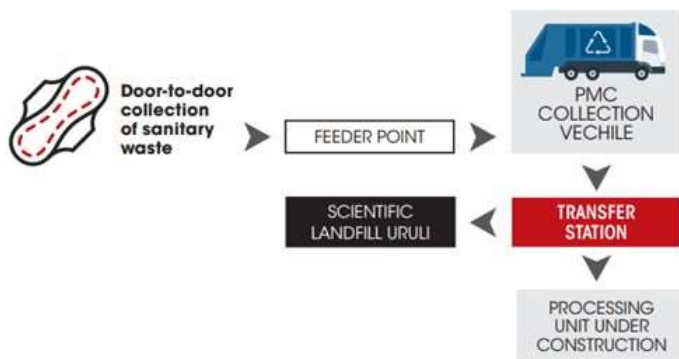 Door-to-door
collection
of sanitary
waste
FEEDER POINT
PMC
COLLECTION
VECHILE
SCIENTIFIC
LANDFILL URULI
TRANSFER
STATION
PROCESSING
UNIT UNDER
CONSTRUCTION